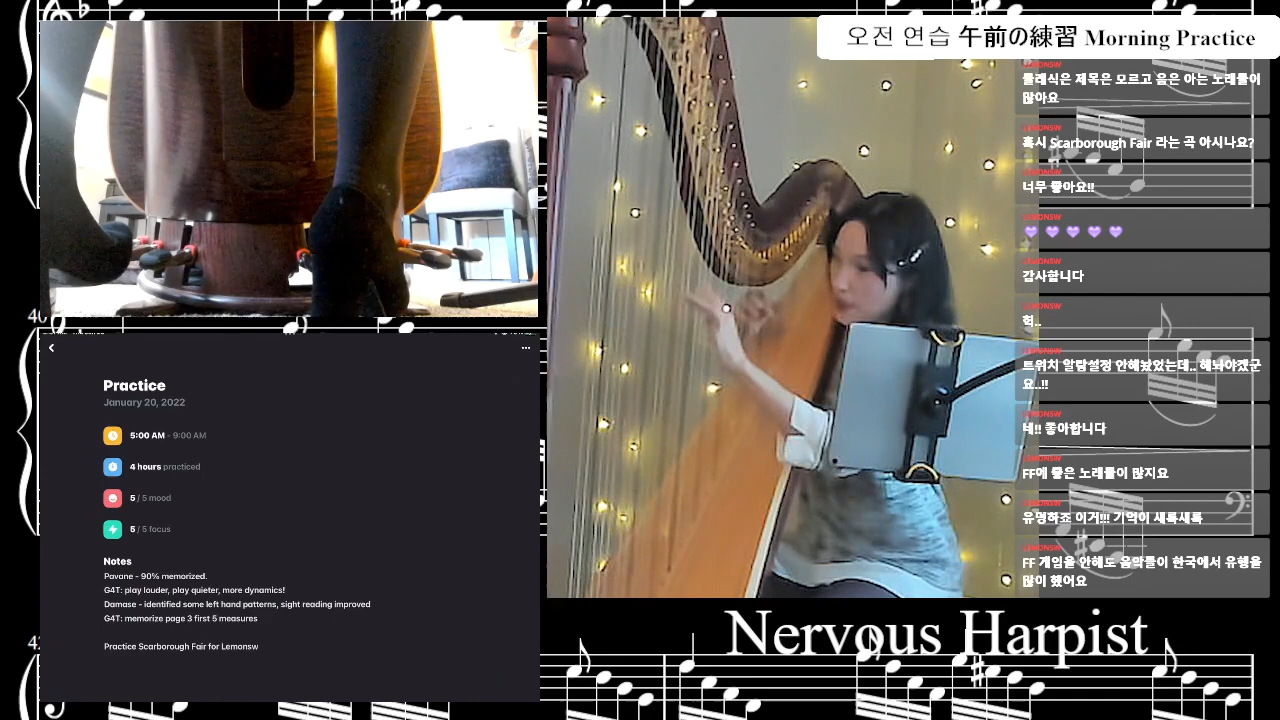 오전 연습 午前の練習 Morning Practice
클래식은 제목은 모르고 음은 아는 노래들이
많아요
혹시 Scarborough Fair 라는 곡 아시나요?
너무 좋아요!!
💜 💜 💜 💜 💜
감사합니다
헉..
트위치 알람설정 안해놨었는데.. 해놔야겠군
요..!!
네!! 좋아합니다
FF에 좋은 노래들이 많지요
유명하죠 이거!!! 기억이 새록새록
FF 게임을 안해도 음악들이 한국에서 유행을
많이 했어요
Practice
January 20, 2022
5:00 AM - 9:00 AM
4 hours practiced
5 / 5 mood
5 / 5 focus
Notes
Pavane - 90% memorized.
G4T: play louder, play quieter, more dynamics!
Damase - identified some left hand patterns, sight reading improved
G4T: memorize page 3 first 5 measures
Practice Scarborough Fair for Lemonsw
Nervous Harpist